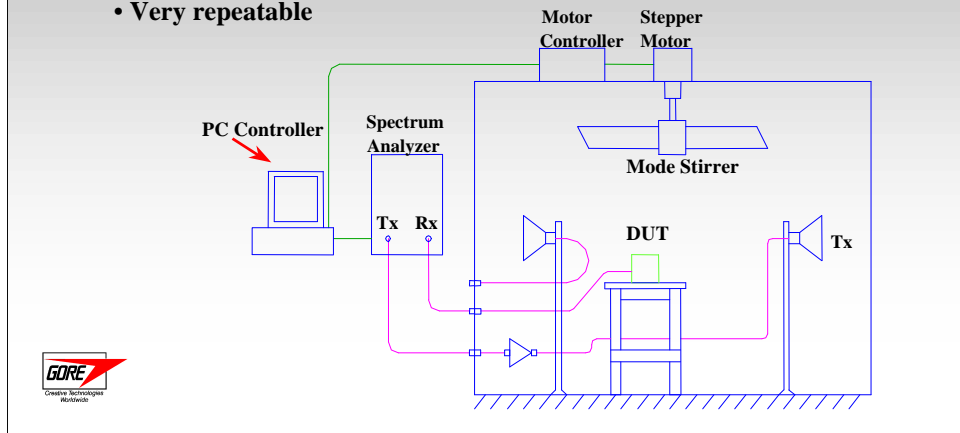 • Very repeatable
Motor
Controller
Stepper
Motor
PC Controller
Spectrum
Analyzer
Mode Stirrer
Tx
Rx
DUT
Tx
GORE
Creative Technologies
Worldwide